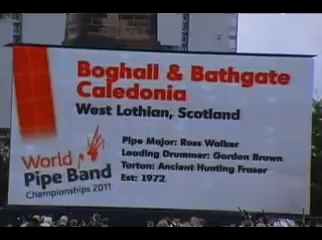 Boghall & Bathgate
Caledonia
West Lothian, Scotland
Pipe Major: Ross Walker
Leading Drummer: Gordon Brown
Tartan: Ancient Hunting Fraser
Est: 1972
World
Pipe Band
Championships 2011